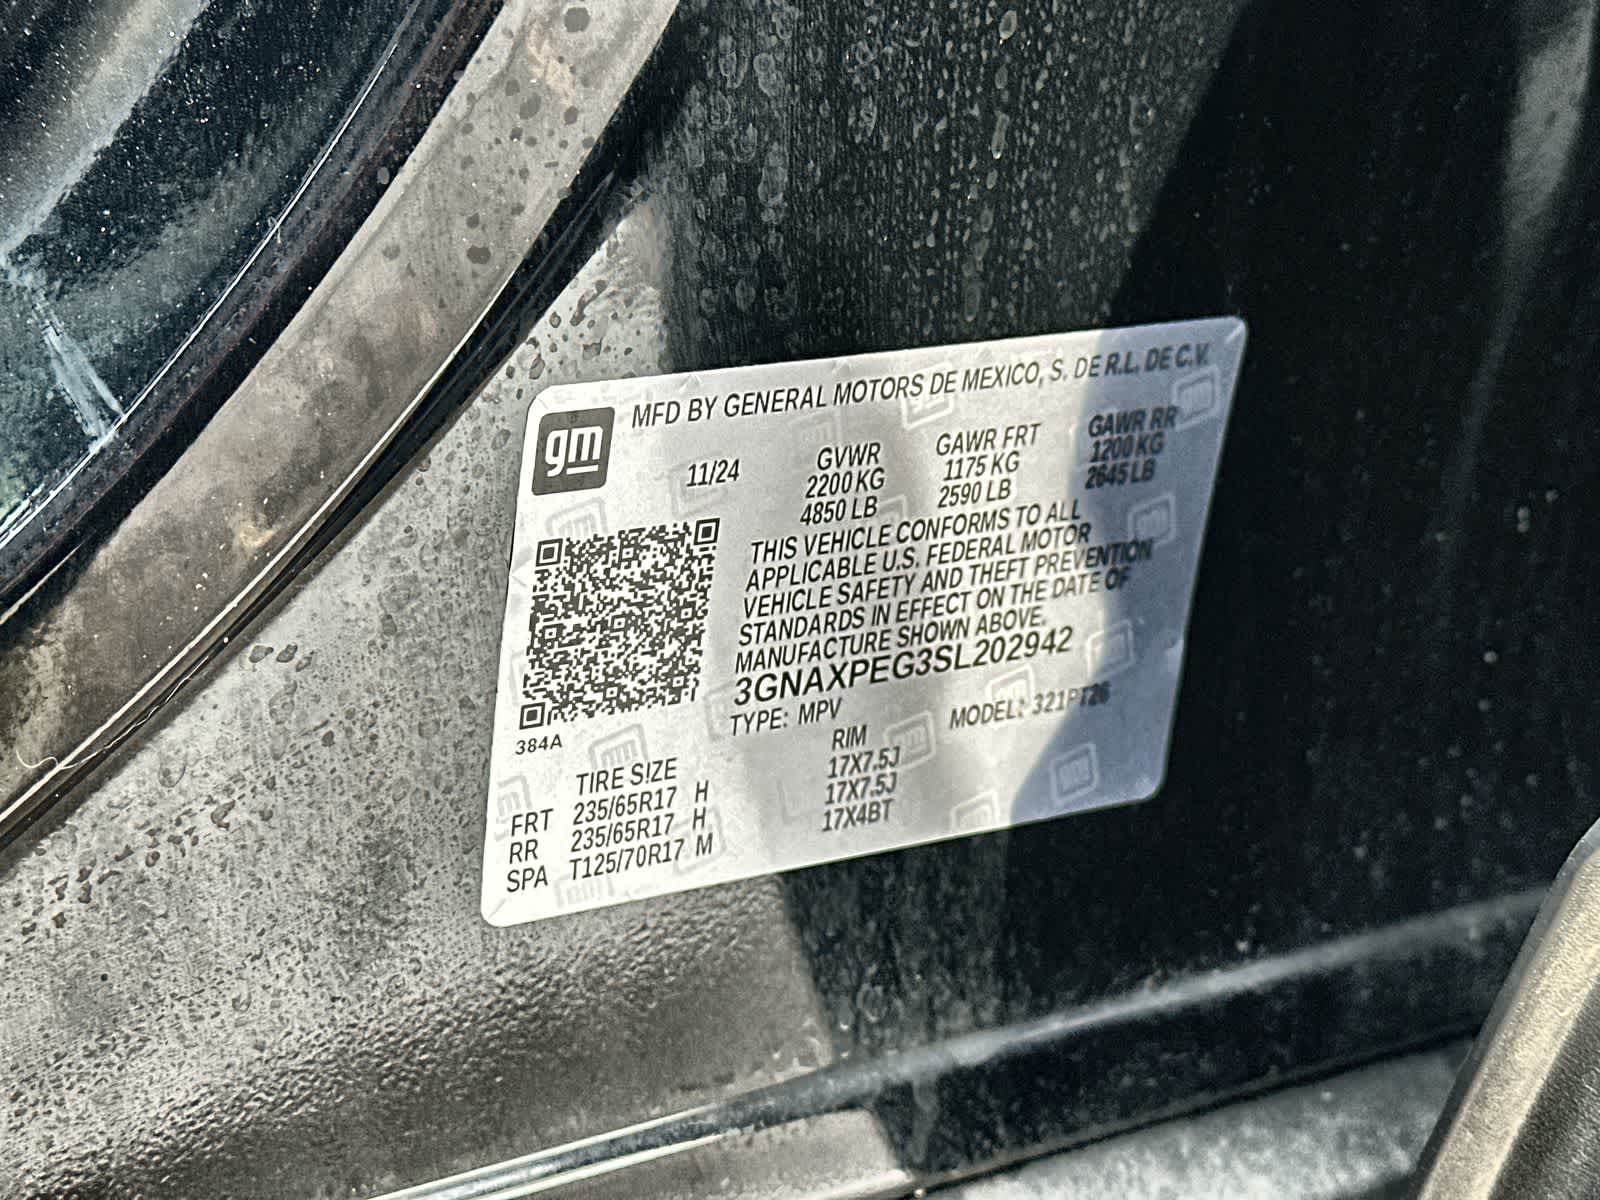 MFD BY GENERAL MOTORS DE MEXICO, S. DE R.L. DE C.V.
gm
11/24
GVWR
2200 KG
4850 LB
GAWR FRT
1175 KG
2590 LB
GAWR RR
1200 KG
2645 LB
THIS VEHICLE CONFORMS TO ALL
APPLICABLE U.S. FEDERAL MOTOR
VEHICLE SAFETY AND THEFT PREVENTION
STANDARDS IN EFFECT ON THE DATE OF
MANUFACTURE SHOWN ABOVE.
3GNAXPEG3SL202942
TYPE: MPV MODEL: 321PT26
384A
TIRE SIZE RIM
FRT 235/65R17 H 17X7.5J
RR 235/65R17 H 17X7.5J
SPA T125/70R17 M 17X4BT